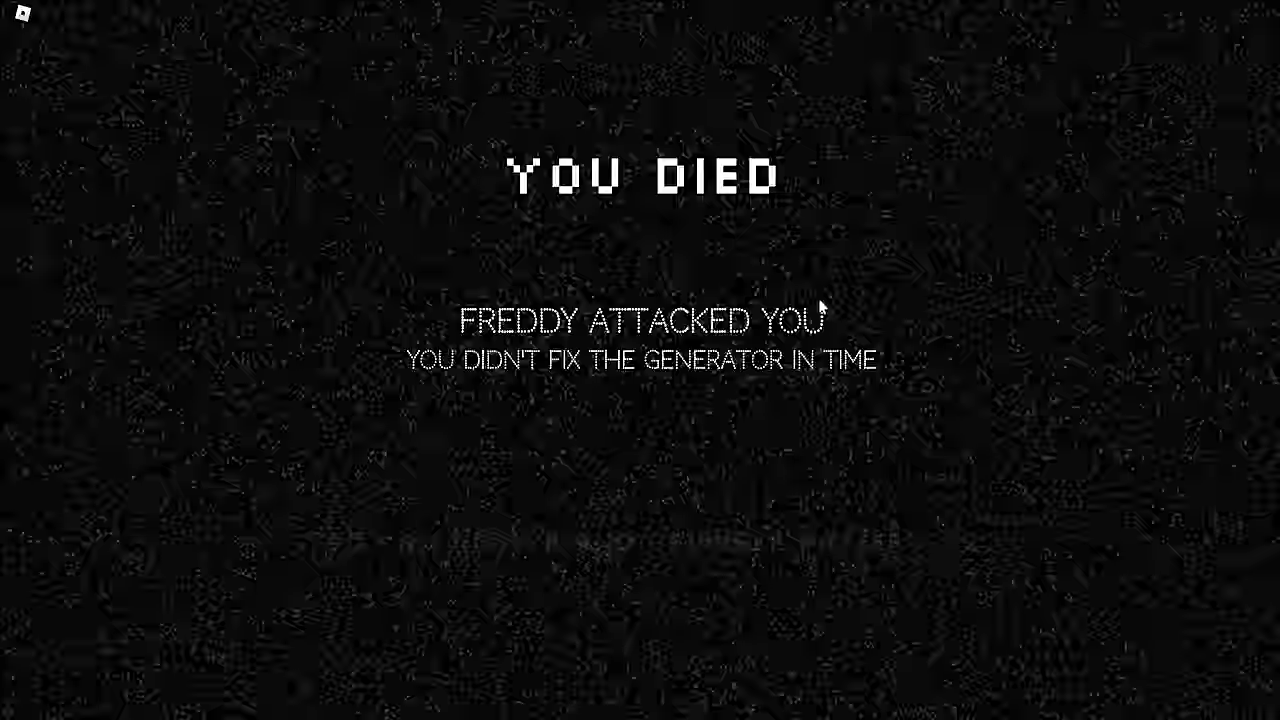 YOU DIED
FREDDY ATTACKED YOU
YOU DIDN'T FIX THE GENERATOR IN TIME